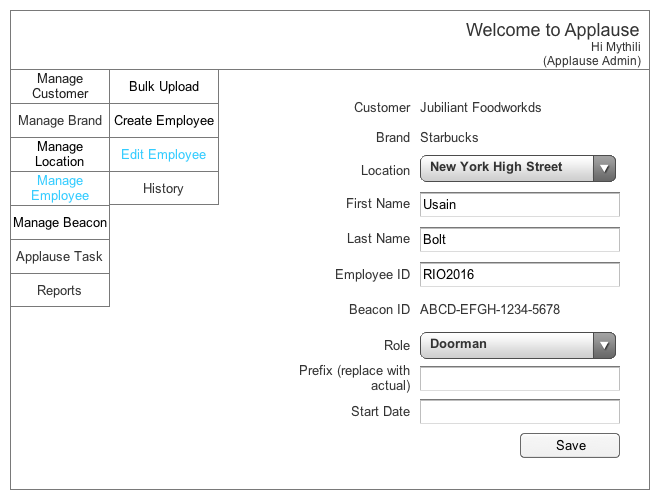 Welcome to Applause
Hi Mythili
(Applause Admin)
Manage
Customer
Manage Brand
Manage
Location
Manage
Employee
Manage Beacon
Applause Task
Reports
Bulk Upload
Create Employee
Edit Employee
History
Customer Jubiliant Foodworkds
Brand Starbucks
Location New York High Street
First Name Usain
Last Name Bolt
Employee ID RIO2016
Beacon ID ABCD-EFGH-1234-5678
Role Doorman
Prefix (replace with
actual)
Start Date
Save